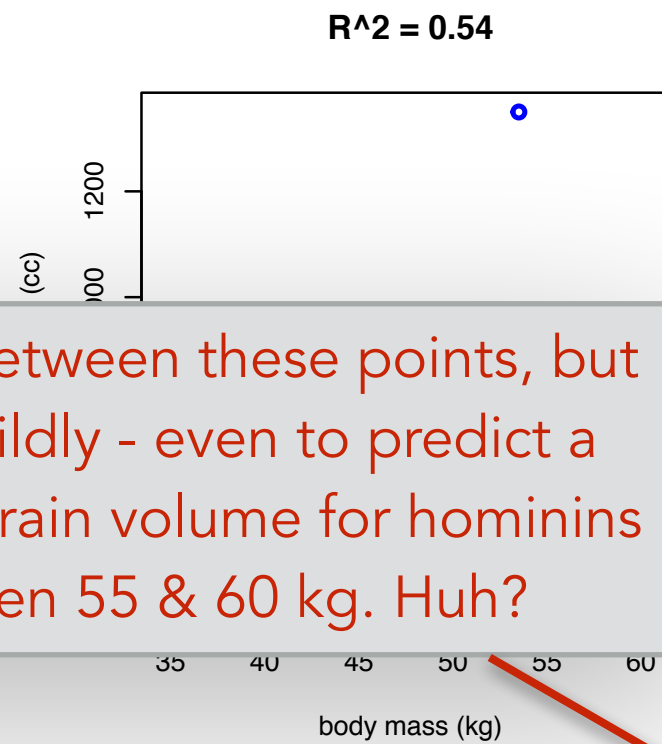 R^2 = 0.54
1200
(cc)
between these points, but
ildly - even to predict a
rain volume for hominins
en 55 & 60 kg. Huh?
35 40 45 50 55 60
body mass (kg)